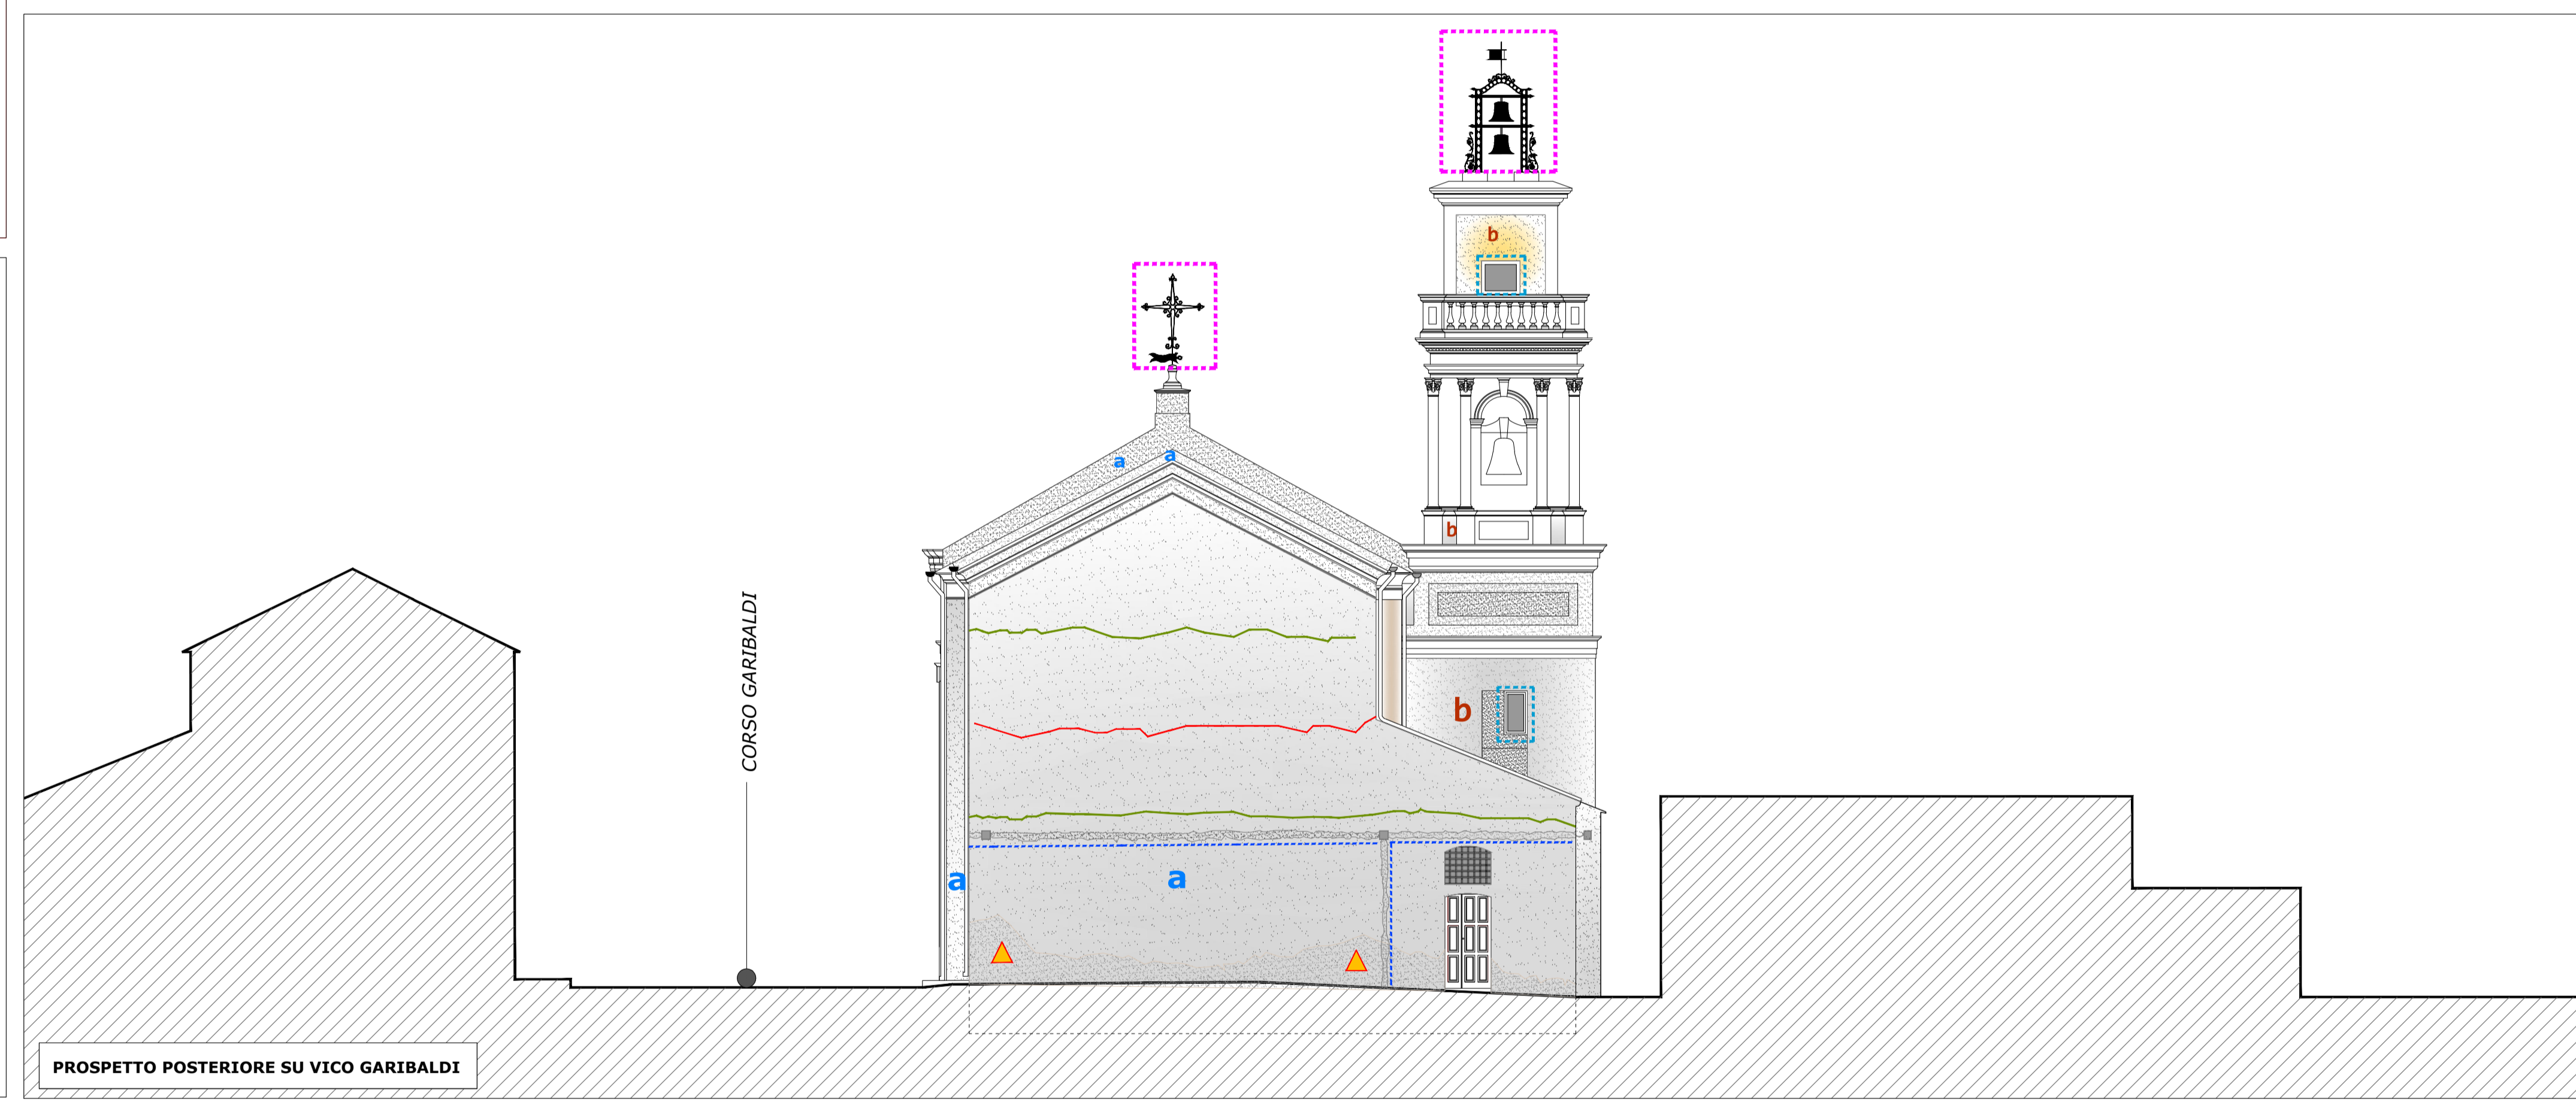 b
a
a
b
CORSO GARIBALDI
b
a
a
PROSPETTO POSTERIORE SU VICO GARIBALDI